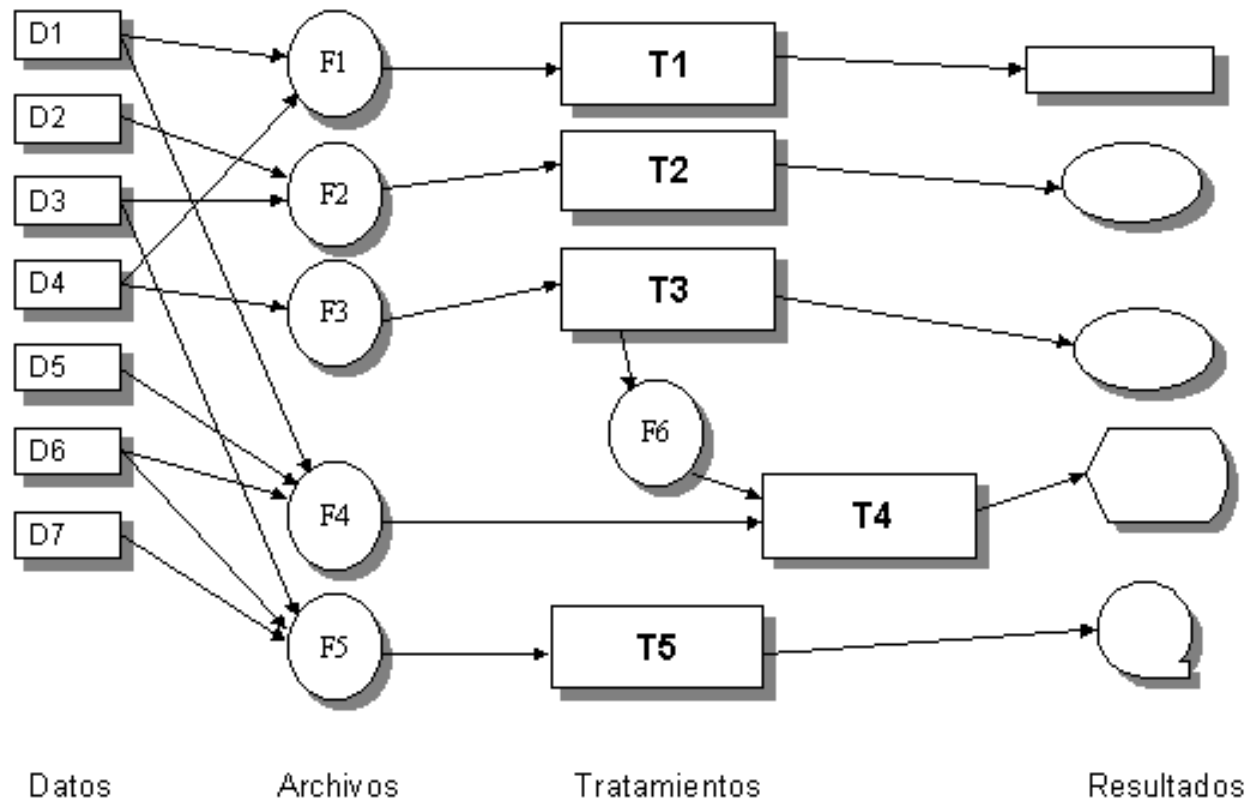 D1
F1
T1
D2
F2
T2
D3
D4
F3
T3
D5
F6
D6
F4
T4
D7
F5
T5
Datos Archivos Tratamientos Resultados